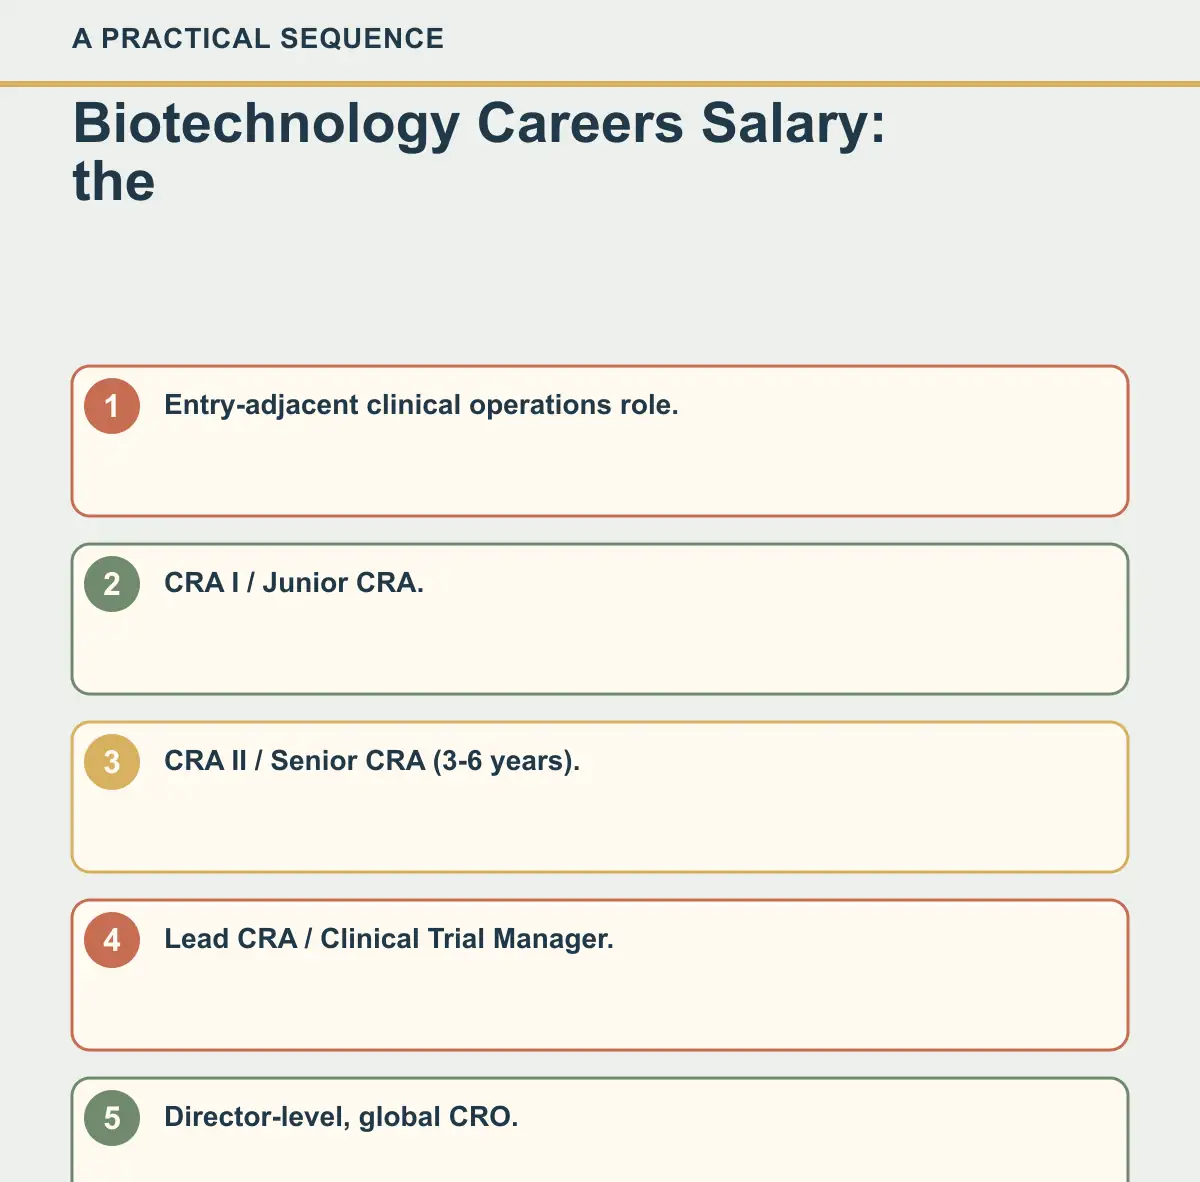 A PRACTICAL SEQUENCE
Biotechnology Careers Salary:
the
1 Entry-adjacent clinical operations role.
2 CRA I / Junior CRA.
3 CRA II / Senior CRA (3-6 years).
4 Lead CRA / Clinical Trial Manager.
5 Director-level, global CRO.